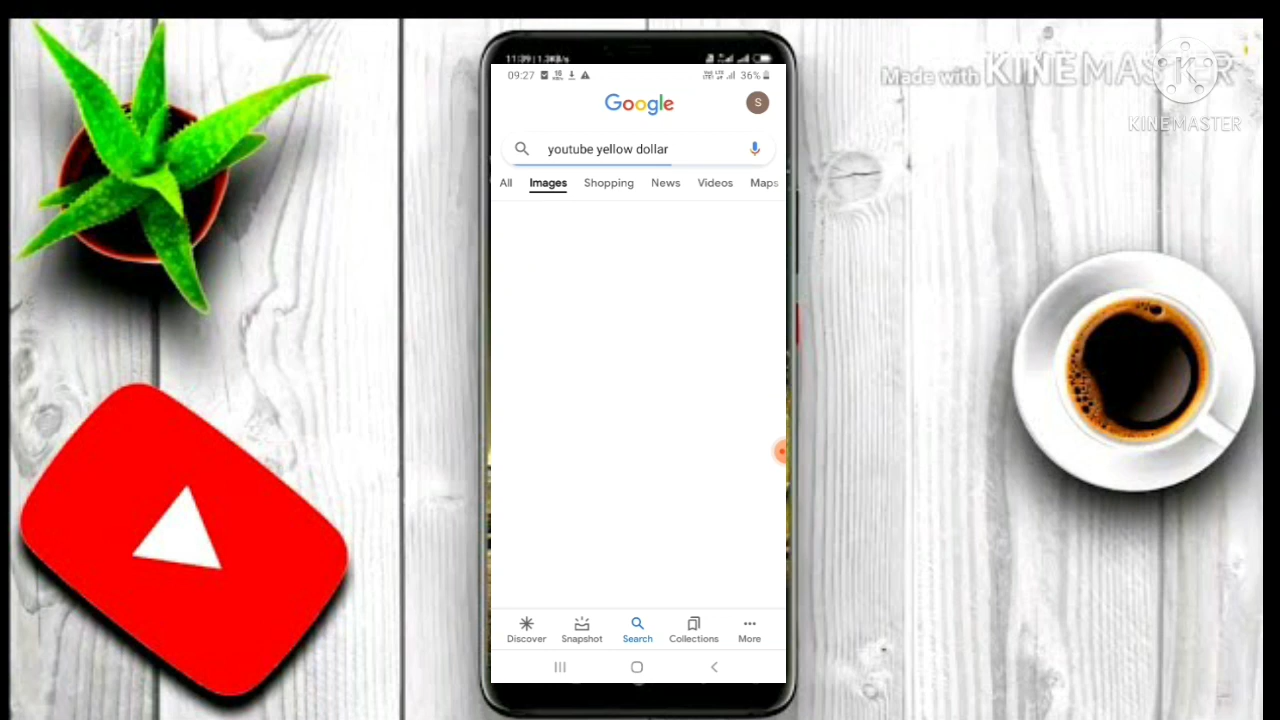 Made with KINEMASTER
KINEMASTER
09:27
36%
Google
S
youtube yellow dollar
All Images Shopping News Videos Maps
Discover Snapshot Search Collections More